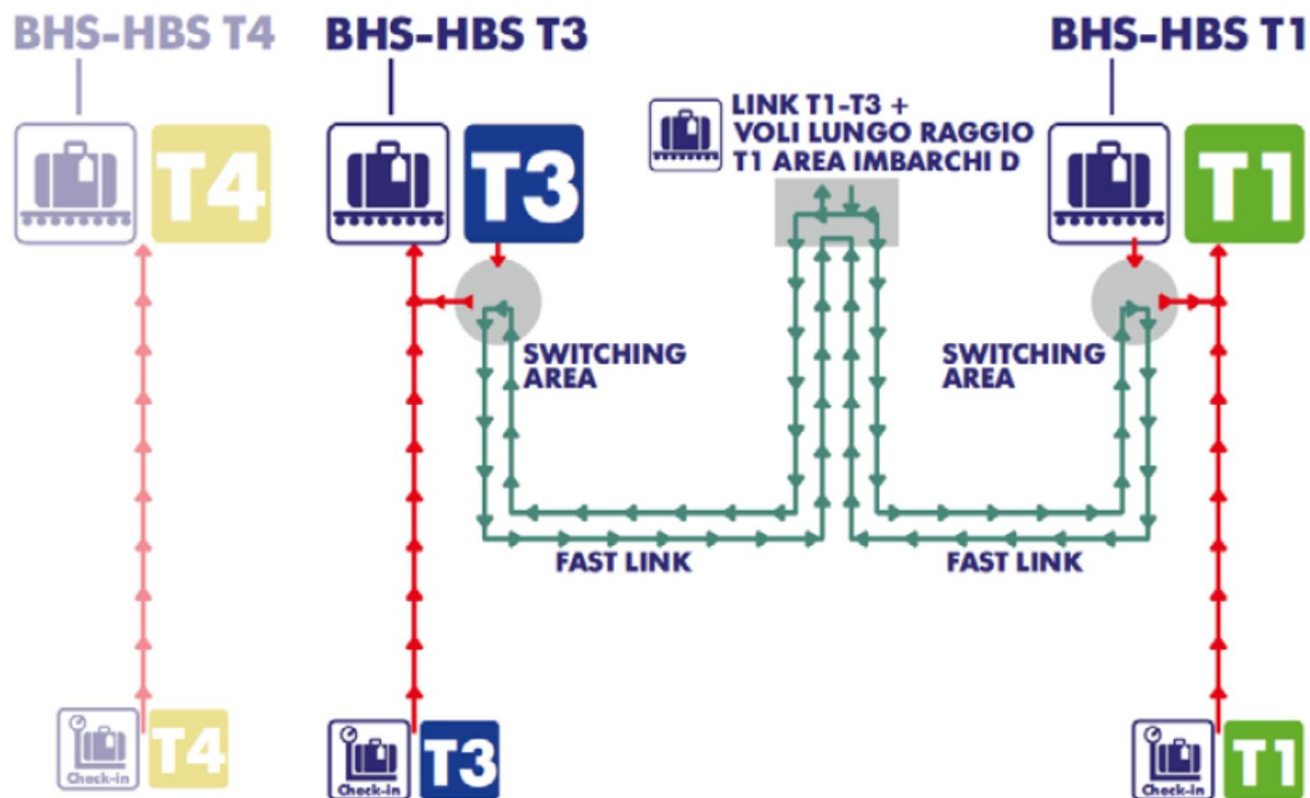 BHS-HBS T4
BHS-HBS T3
BHS-HBS T1
T4
T3
LINK T1-T3 +
VOLI LUNGO RAGGIO
T1 AREA IMBARCHI D
T1
SWITCHING
AREA
SWITCHING
AREA
FAST LINK
FAST LINK
Check-in
T4
Check-in
T3
Check-in
T1